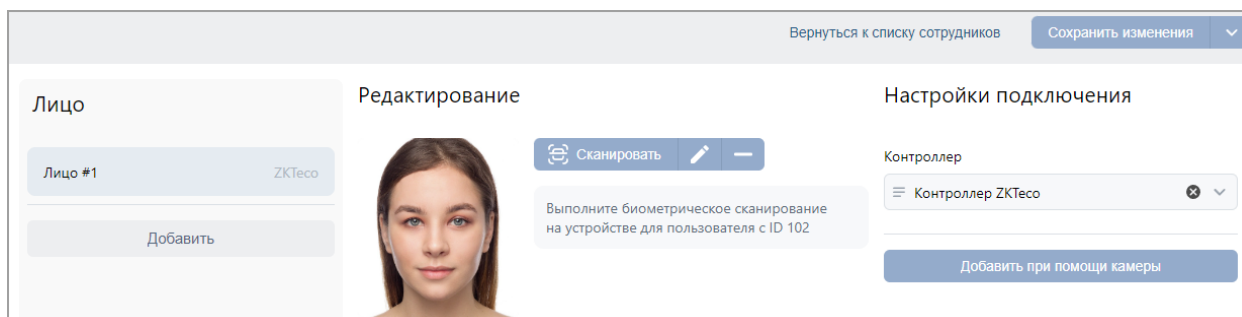 Вернуться к списку сотрудников
Сохранить изменения
Лицо
Лицо #1
ZKTeco
Добавить
Редактирование
Сканировать
Выполните биометрическое сканирование
на устройстве для пользователя с ID 102
Настройки подключения
Контроллер
Контроллер ZKTeco
Добавить при помощи камеры